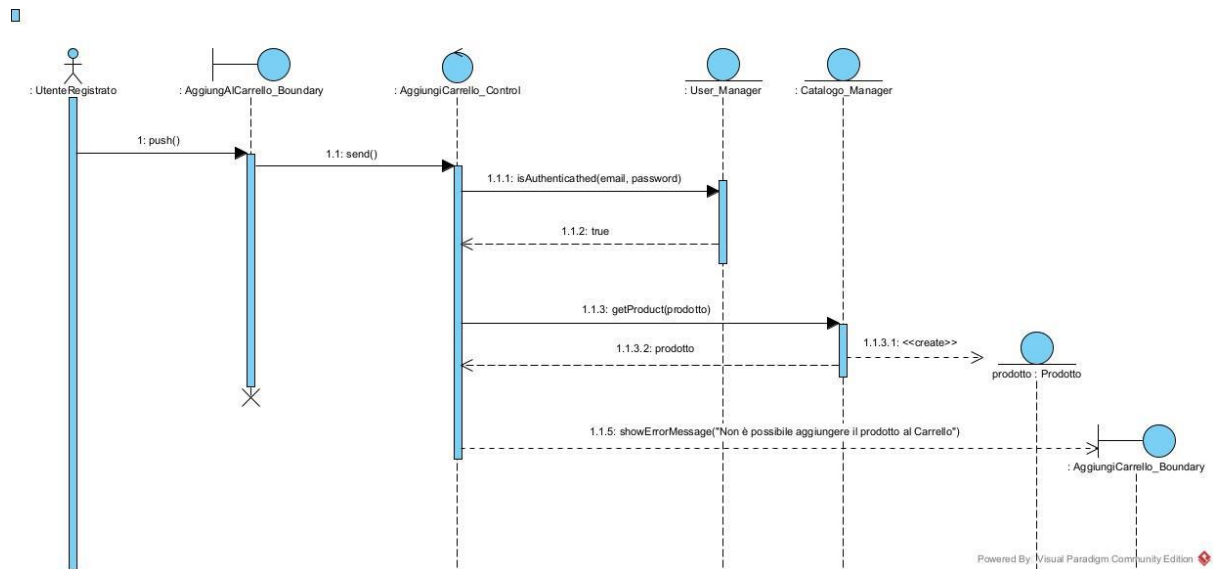 : UtenteRegistrato
: AggiungAlCarrello_Boundary
: AggiungiCarrello_Control
: User_Manager
: Catalogo_Manager
1: push()
1.1: send()
1.1.1: isAuthenticathed(email, password)
1.1.2: true
1.1.3: getProduct(prodotto)
1.1.3.1: <<create>>
1.1.3.2: prodotto
prodotto : Prodotto
1.1.5: showErrorMessage("Non è possibile aggiungere il prodotto al Carrello")
: AggiungiCarrello_Boundary
Powered By: Visual Paradigm Community Edition